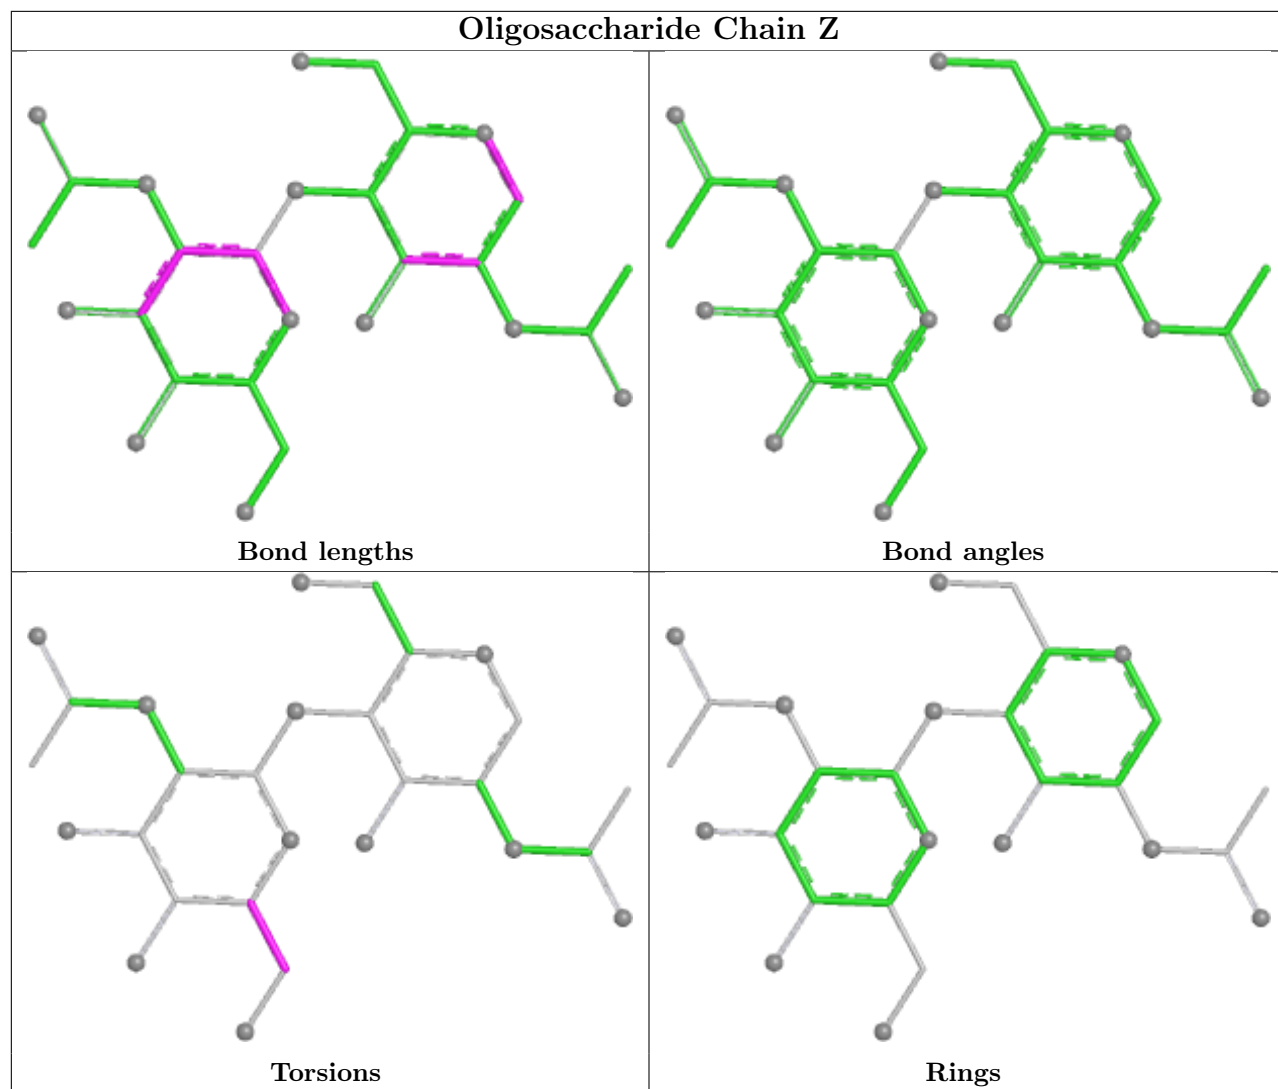 Oligosaccharide Chain Z
Bond lengths
Bond angles
Torsions
Rings